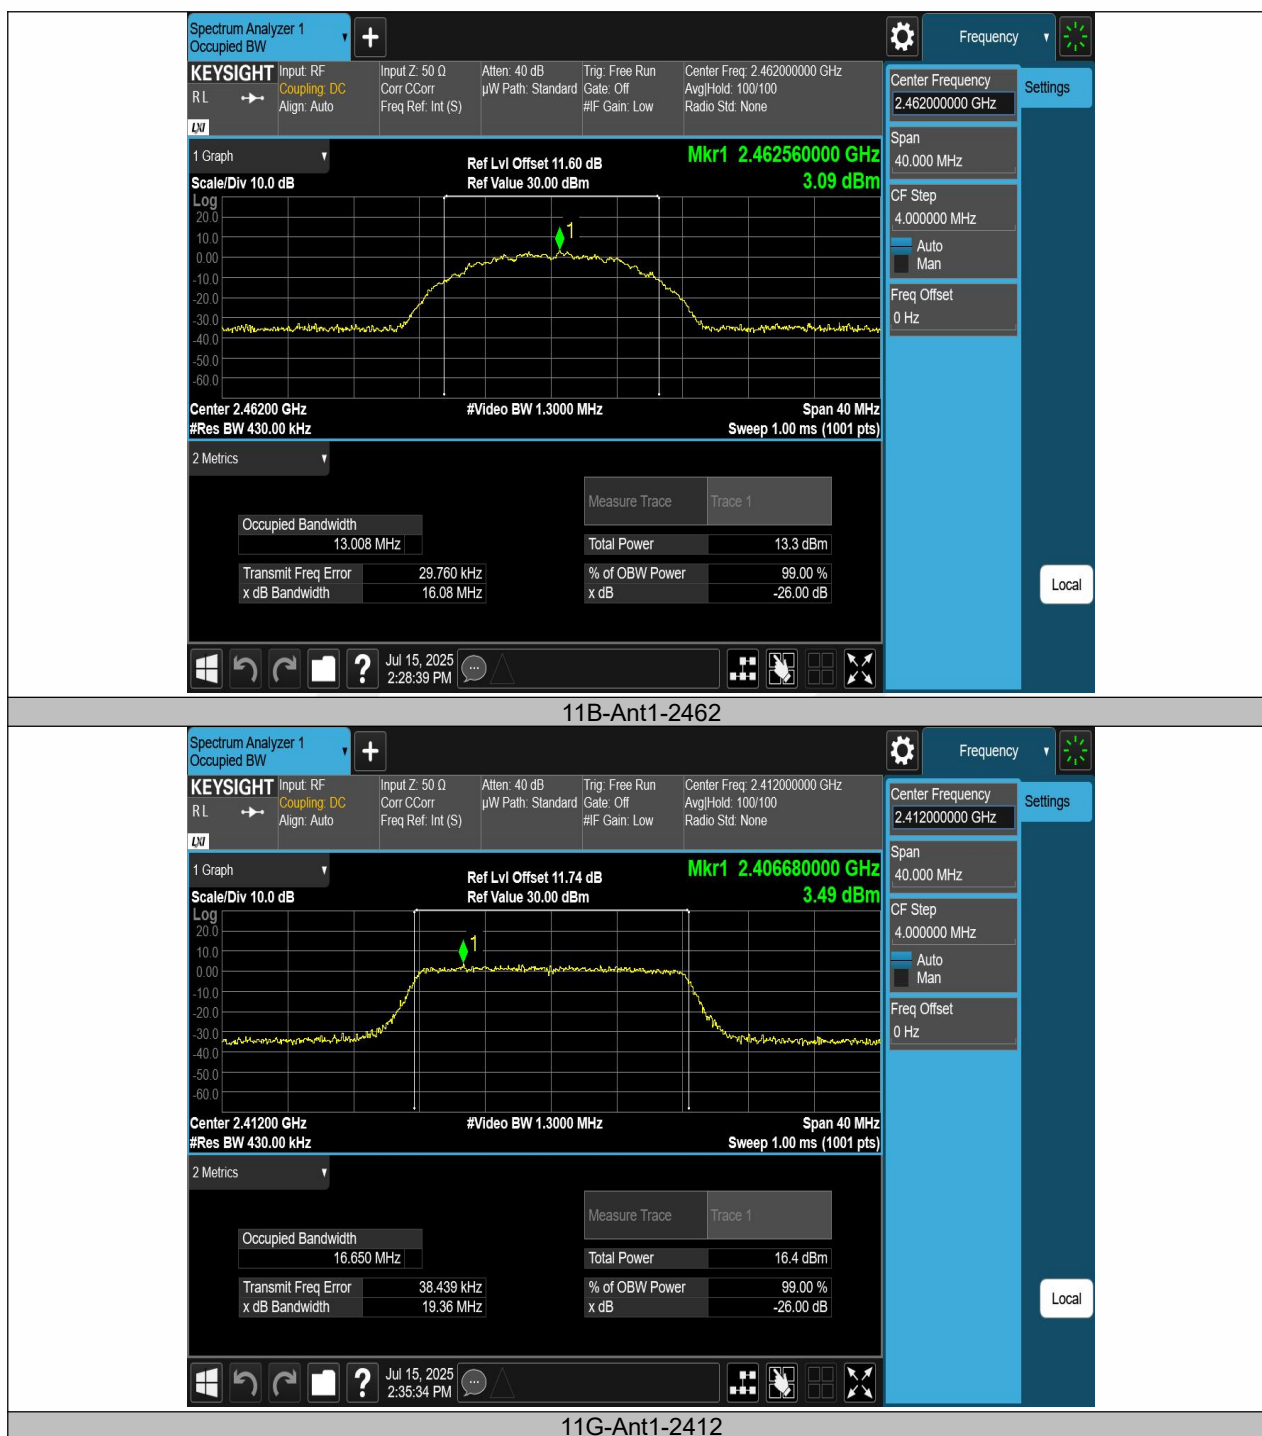 Spectrum Analyzer 1
Occupied BW
+
Frequency
KEYSIGHT
R L
LXI
Input: RF
Coupling: DC
Align: Auto
Input Z: 50 Ω
Corr CCorr
Freq Ref: Int (S)
Atten: 40 dB
µW Path: Standard
Trig: Free Run
Gate: Off
#IF Gain: Low
Center Freq: 2.462000000 GHz
Avg|Hold: 100/100
Radio Std: None
Center Frequency
2.462000000 GHz
Settings
Span
40.000 MHz
CF Step
4.000000 MHz
Auto
Man
Freq Offset
0 Hz
Local
1 Graph
Scale/Div 10.0 dB
Ref Lvl Offset 11.60 dB
Ref Value 30.00 dBm
Mkr1 2.462560000 GHz
3.09 dBm
Log
20.0
10.0
0.00
-10.0
-20.0
-30.0
-40.0
-50.0
-60.0
1
Center 2.46200 GHz
#Video BW 1.3000 MHz
Span 40 MHz
#Res BW 430.00 kHz
Sweep 1.00 ms (1001 pts)
2 Metrics
Measure Trace Trace 1
Occupied Bandwidth
13.008 MHz
Total Power 13.3 dBm
Transmit Freq Error 29.760 kHz
% of OBW Power 99.00 %
x dB Bandwidth 16.08 MHz
x dB -26.00 dB
?
Jul 15, 2025
2:28:39 PM
11B-Ant1-2462
Spectrum Analyzer 1
Occupied BW
+
Frequency
KEYSIGHT
R L
LXI
Input: RF
Coupling: DC
Align: Auto
Input Z: 50 Ω
Corr CCorr
Freq Ref: Int (S)
Atten: 40 dB
µW Path: Standard
Trig: Free Run
Gate: Off
#IF Gain: Low
Center Freq: 2.412000000 GHz
Avg|Hold: 100/100
Radio Std: None
Center Frequency
2.412000000 GHz
Settings
Span
40.000 MHz
CF Step
4.000000 MHz
Auto
Man
Freq Offset
0 Hz
Local
1 Graph
Scale/Div 10.0 dB
Ref Lvl Offset 11.74 dB
Ref Value 30.00 dBm
Mkr1 2.406680000 GHz
3.49 dBm
Log
20.0
10.0
0.00
-10.0
-20.0
-30.0
-40.0
-50.0
-60.0
1
Center 2.41200 GHz
#Video BW 1.3000 MHz
Span 40 MHz
#Res BW 430.00 kHz
Sweep 1.00 ms (1001 pts)
2 Metrics
Measure Trace Trace 1
Occupied Bandwidth
16.650 MHz
Total Power 16.4 dBm
Transmit Freq Error 38.439 kHz
% of OBW Power 99.00 %
x dB Bandwidth 19.36 MHz
x dB -26.00 dB
?
Jul 15, 2025
2:35:34 PM
11G-Ant1-2412